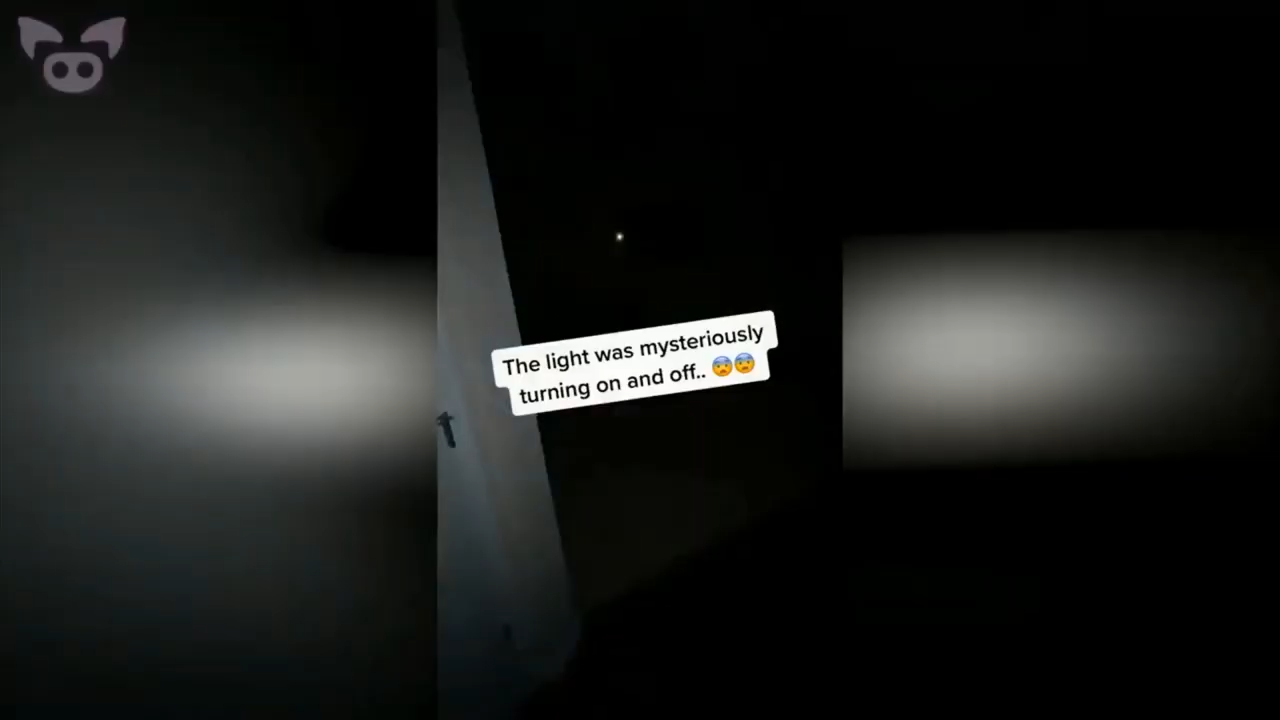 The light was mysteriously
turning on and off.. 😨😨